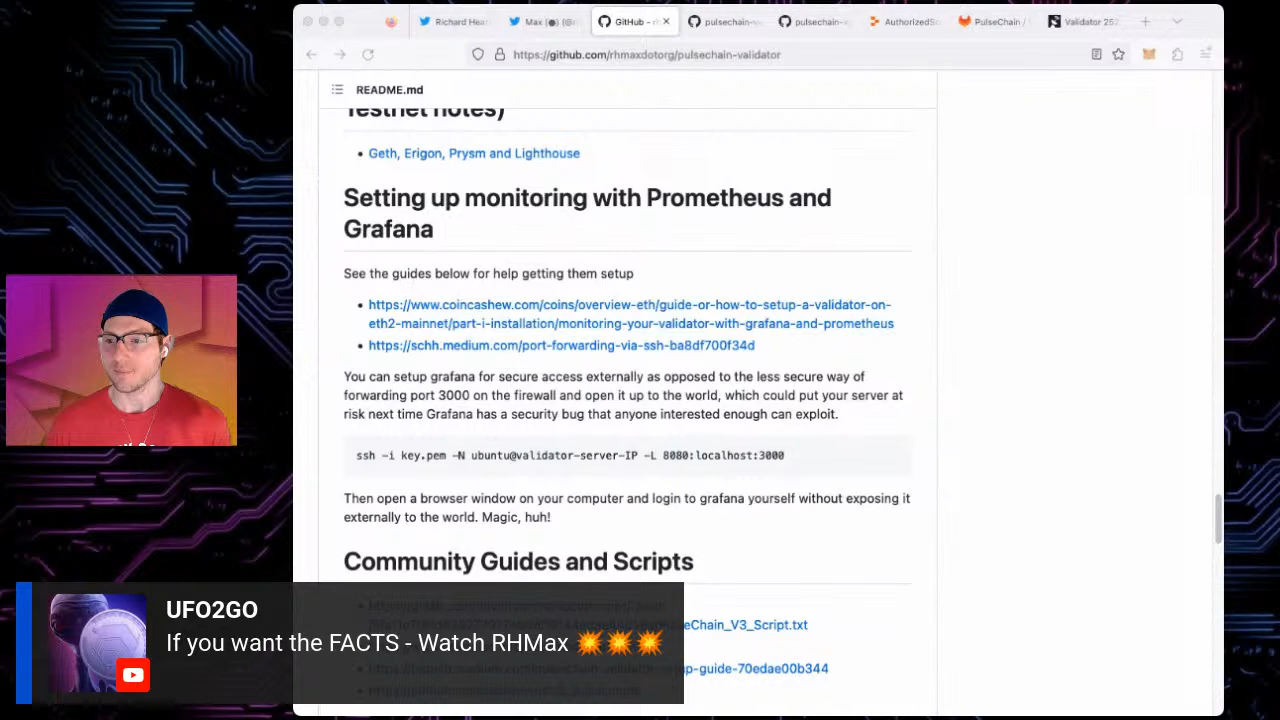 Richard Hea
Max (
GitHub - rh
pulsechain-
pulsechain-
AuthorizedS
PulseChain /
Validator 252
https://github.com/rhmaxdotorg/pulsechain-validator
README.md
Testnet notes)
Geth, Erigon, Prysm and Lighthouse
Setting up monitoring with Prometheus and
Grafana
See the guides below for help getting them setup
https://www.coincashew.com/coins/overview-eth/guide-or-how-to-setup-a-validator-on-
eth2-mainnet/part-i-installation/monitoring-your-validator-with-grafana-and-prometheus
https://schh.medium.com/port-forwarding-via-ssh-ba8df700f34d
You can setup grafana for secure access externally as opposed to the less secure way of
forwarding port 3000 on the firewall and open it up to the world, which could put your server at
risk next time Grafana has a security bug that anyone interested enough can exploit.
ssh -i key.pem -N ubuntu@validator-server-IP -L 8080:localhost:3000
Then open a browser window on your computer and login to grafana yourself without exposing it
externally to the world. Magic, huh!
Community Guides and Scripts
eChain_V3_Script.txt
p-guide-70edae00b344
UFO2GO
If you want the FACTS - Watch RHMax 💥💥💥